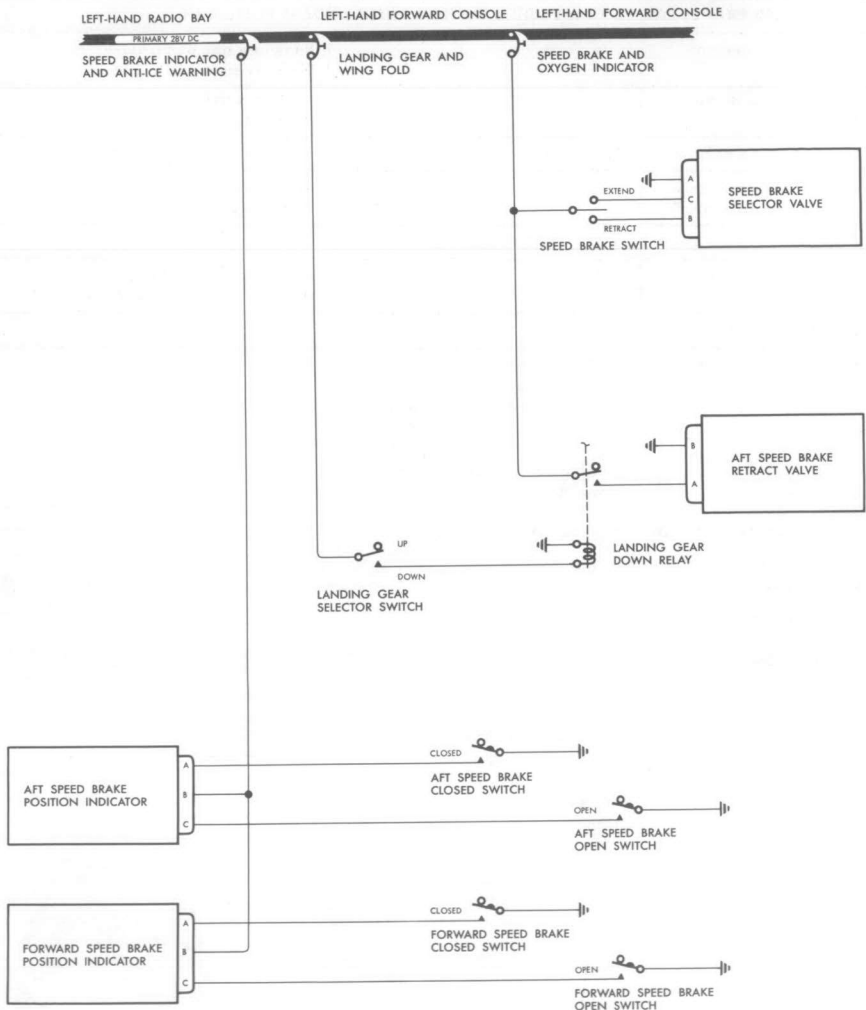 LEFT-HAND RADIO BAY
LEFT-HAND FORWARD CONSOLE
LEFT-HAND FORWARD CONSOLE
PRIMARY 28V DC
SPEED BRAKE INDICATOR
AND ANTI-ICE WARNING
LANDING GEAR AND
WING FOLD
SPEED BRAKE AND
OXYGEN INDICATOR
EXTEND
RETRACT
SPEED BRAKE SWITCH
A
C
B
SPEED BRAKE
SELECTOR VALVE
B
A
AFT SPEED BRAKE
RETRACT VALVE
UP
DOWN
LANDING GEAR
SELECTOR SWITCH
LANDING GEAR
DOWN RELAY
AFT SPEED BRAKE
POSITION INDICATOR
A
B
C
CLOSED
AFT SPEED BRAKE
CLOSED SWITCH
OPEN
AFT SPEED BRAKE
OPEN SWITCH
FORWARD SPEED BRAKE
POSITION INDICATOR
A
B
C
CLOSED
FORWARD SPEED BRAKE
CLOSED SWITCH
OPEN
FORWARD SPEED BRAKE
OPEN SWITCH